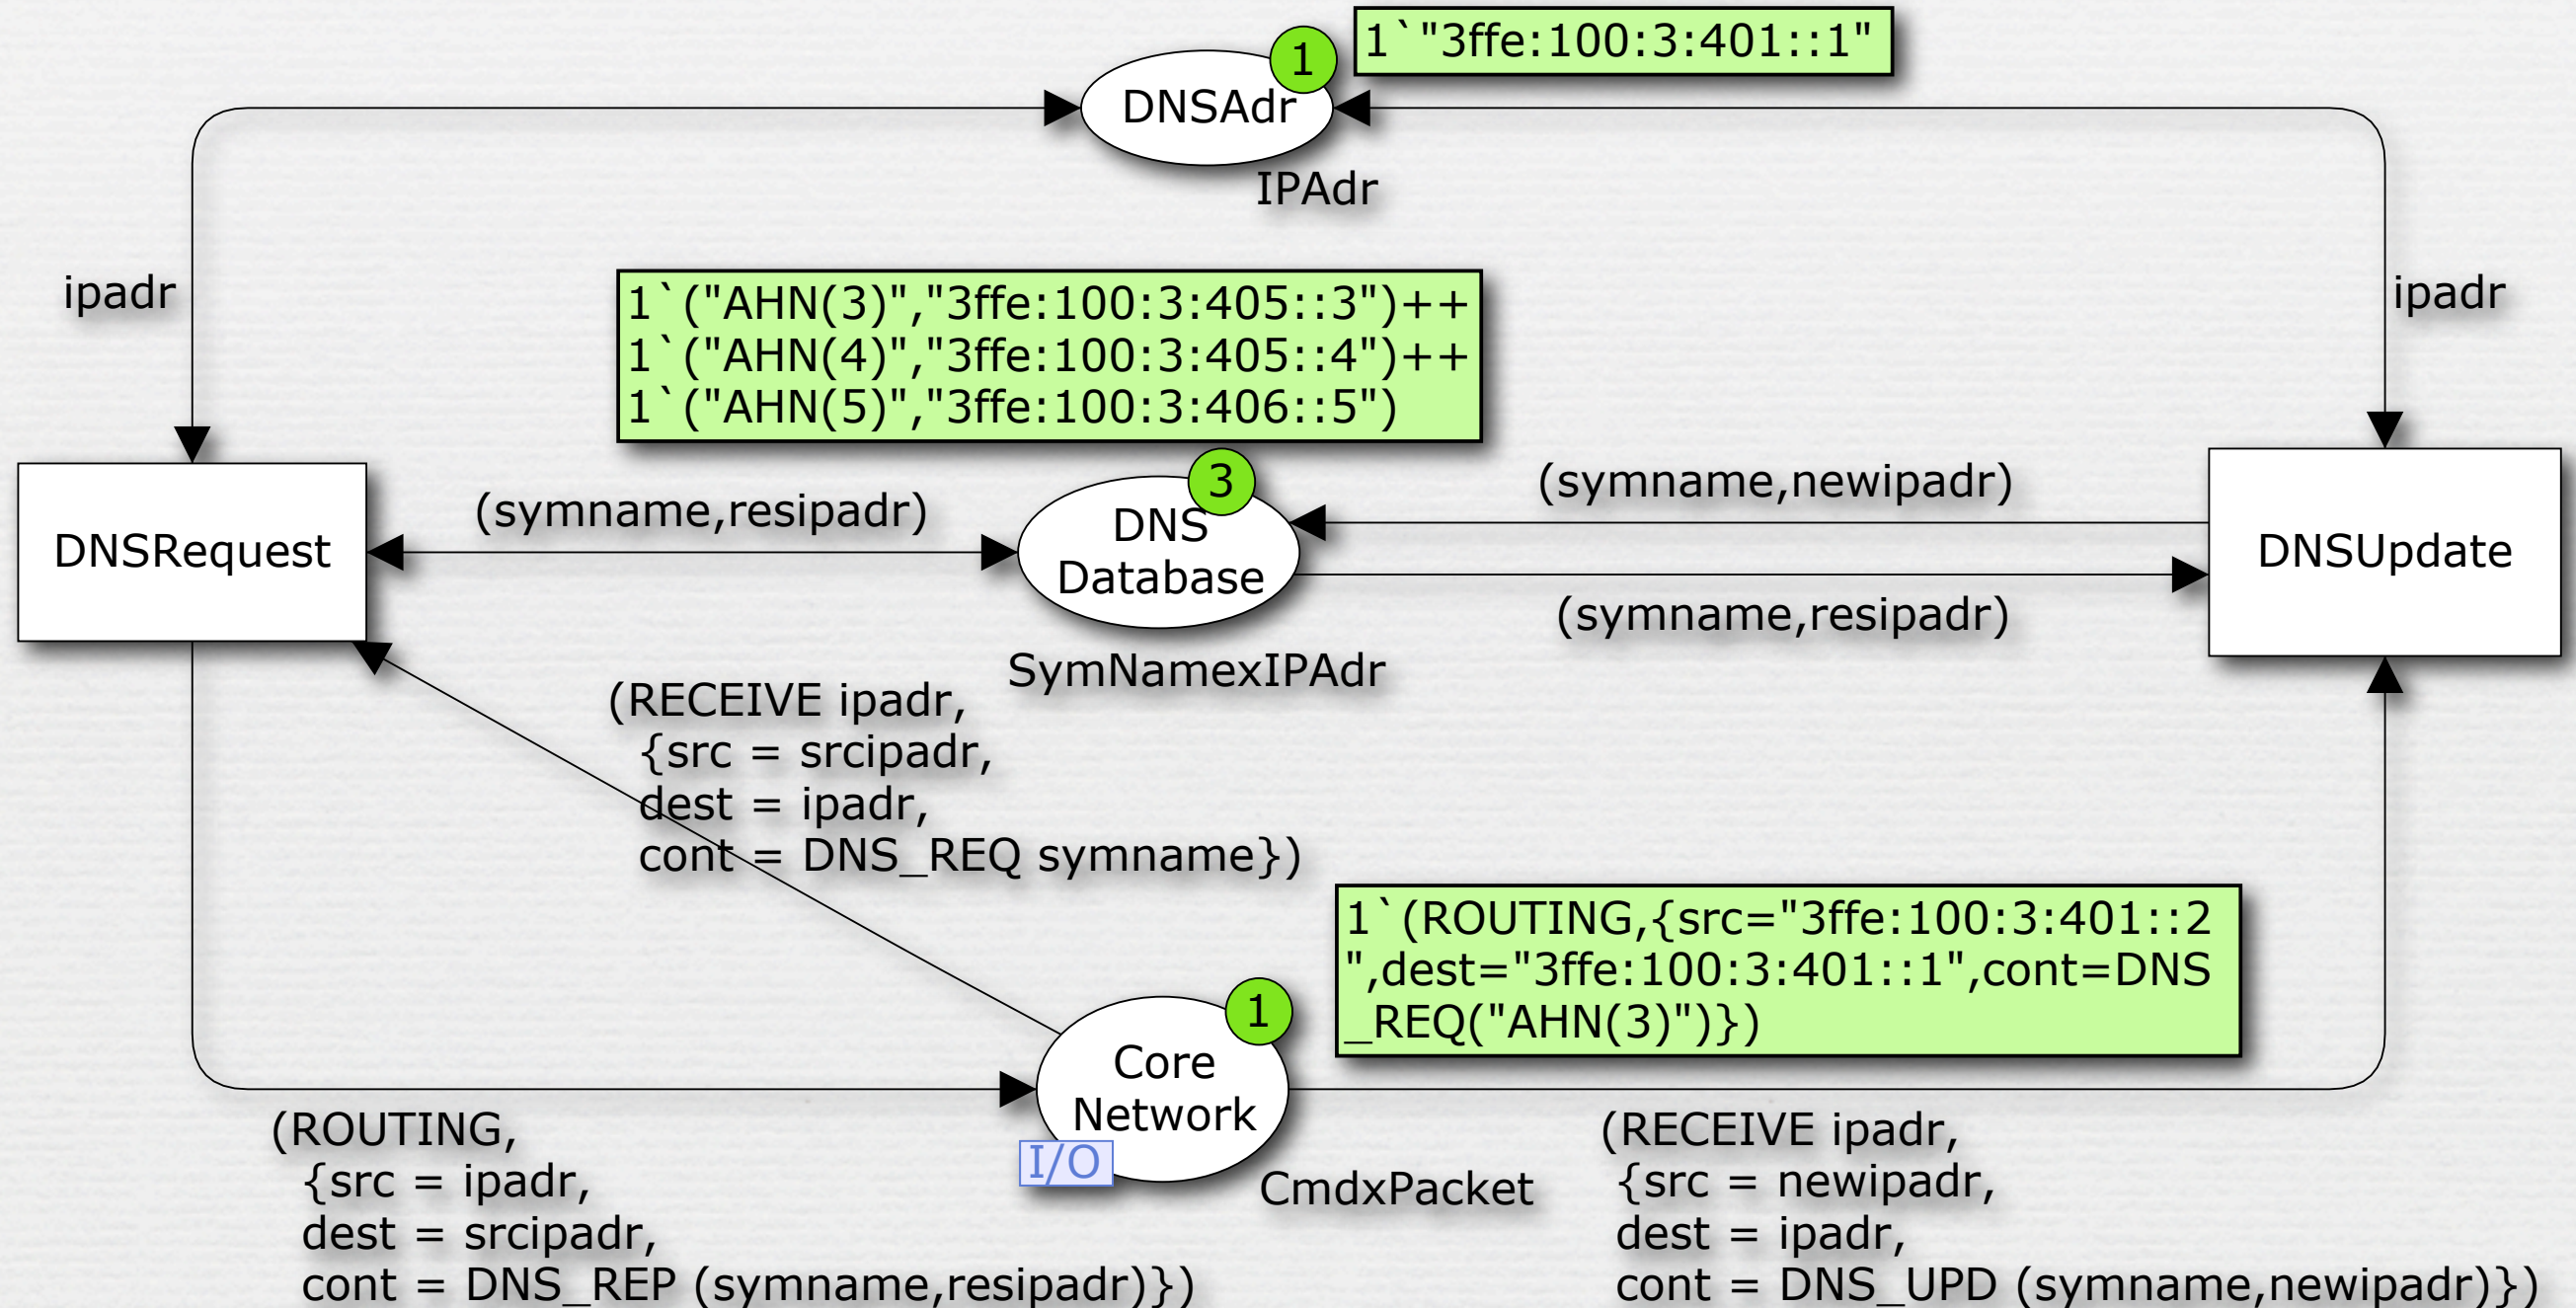 1`"3ffe:100:3:401::1"
1
DNSAdr
IPAdr
ipadr
ipadr
1`("AHN(3)","3ffe:100:3:405::3")++
1`("AHN(4)","3ffe:100:3:405::4")++
1`("AHN(5)","3ffe:100:3:406::5")
3
(symname,newipadr)
(symname,resipadr)
DNS
Database
DNSRequest
DNSUpdate
(symname,resipadr)
SymNamexIPAdr
(RECEIVE ipadr,
{src = srcipadr,
dest = ipadr,
cont = DNS_REQ symname})
1`(ROUTING,{src="3ffe:100:3:401::2
",dest="3ffe:100:3:401::1",cont=DNS
_REQ("AHN(3)")})
1
Core
Network
I/O
CmdxPacket
(ROUTING,
{src = ipadr,
dest = srcipadr,
cont = DNS_REP (symname,resipadr)})
(RECEIVE ipadr,
{src = newipadr,
dest = ipadr,
cont = DNS_UPD (symname,newipadr)})